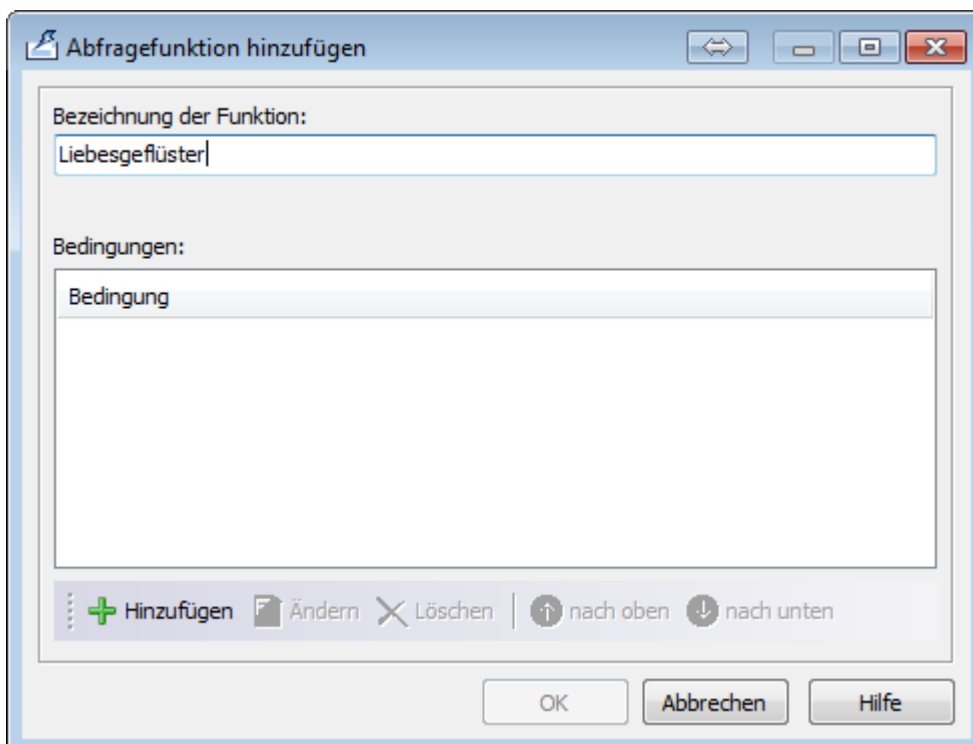 Abfragefunktion hinzufügen
Bezeichnung der Funktion:
Liebesgeflüster
Bedingungen:
Bedingung
Hinzufügen Ändern Löschen nach oben nach unten
OK Abbrechen Hilfe